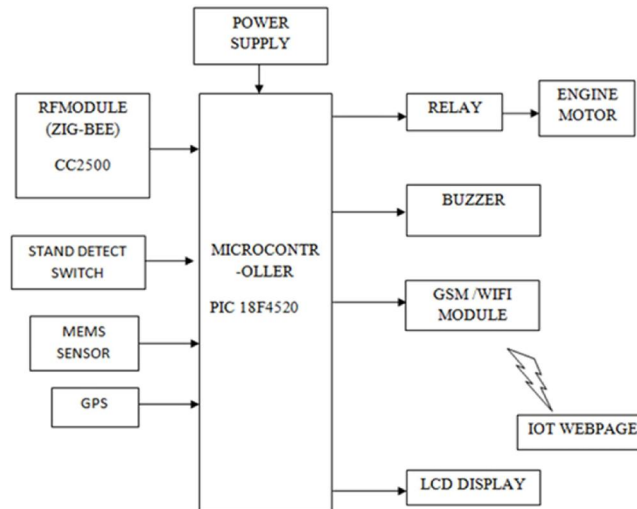 POWER
SUPPLY
RFMODULE
(ZIG-BEE)
CC2500
STAND DETECT
SWITCH
MEMS
SENSOR
GPS
MICROCONTR
-OLLER
PIC 18F4520
RELAY
ENGINE
MOTOR
BUZZER
GSM /WIFI
MODULE
IOT WEBPAGE
LCD DISPLAY